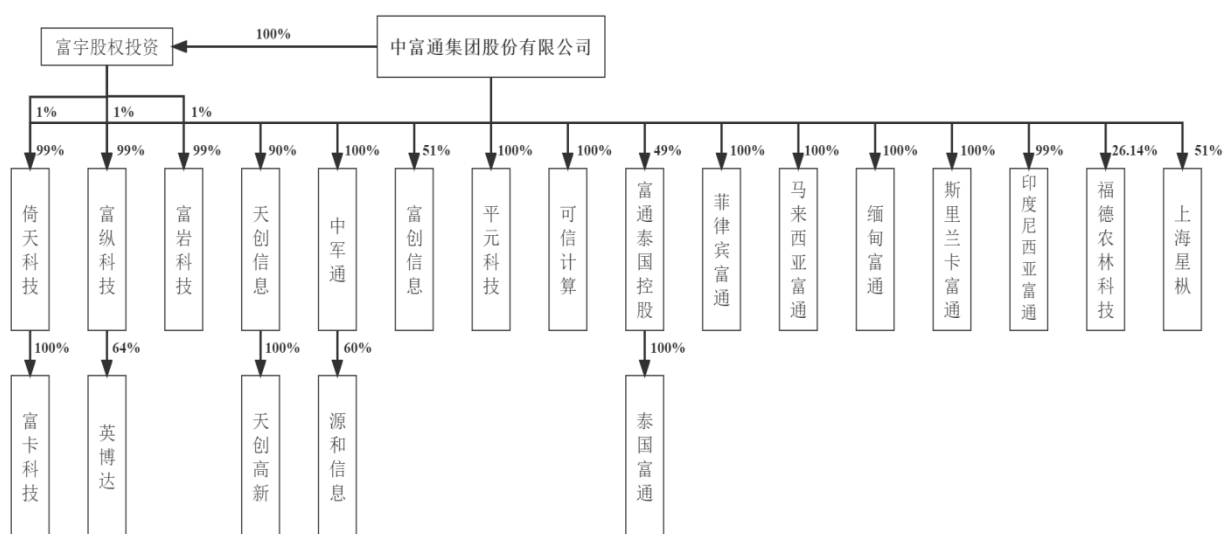 富宇股权投资
100%
中富通集团股份有限公司
1%
1%
1%
99%
99%
99%
90%
100%
51%
100%
100%
49%
100%
100%
100%
100%
99%
26.14%
51%
倚天科技
富纵科技
富岩科技
天创信息
中军通
富创信息
平元科技
可信计算
富通泰国控股
菲律宾富通
马来西亚富通
缅甸富通
斯里兰卡富通
印度尼西亚富通
福德农林科技
上海星枞
100%
64%
100%
60%
100%
富卡科技
英博达
天创高新
源和信息
泰国富通